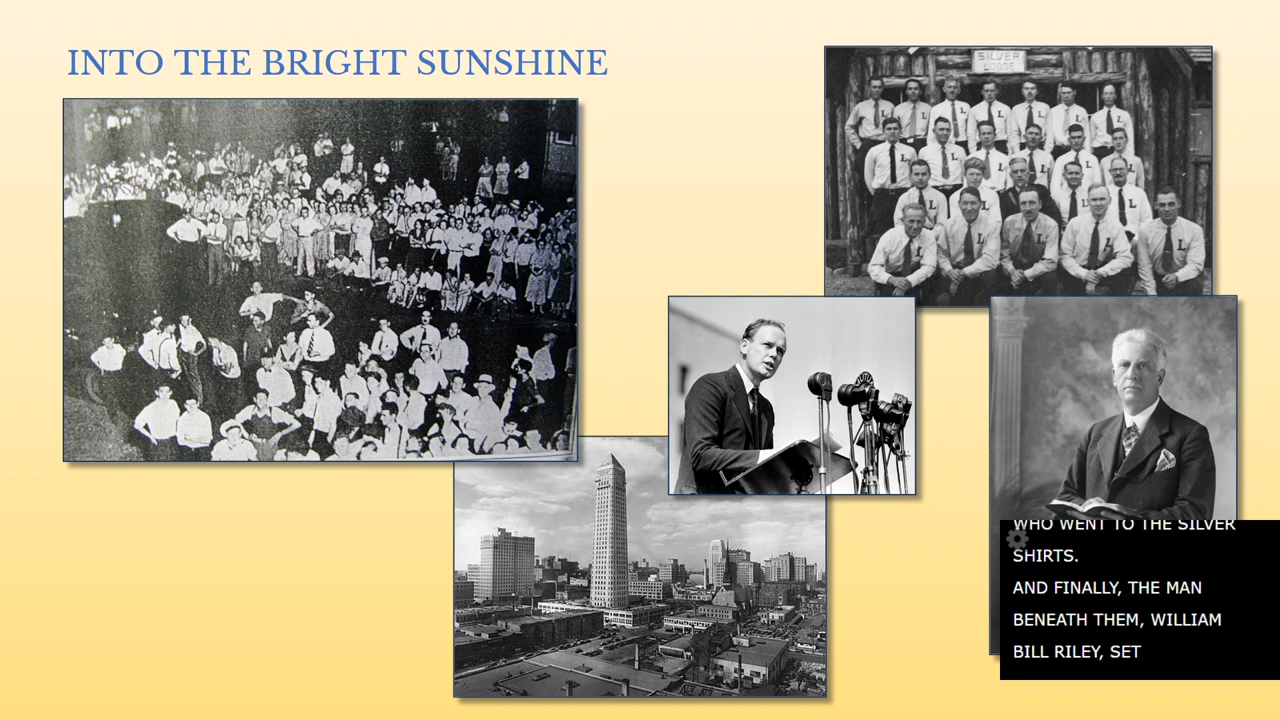 INTO THE BRIGHT SUNSHINE
SILVER
LODGE
L L L L L
WHO WENT TO THE SILVER
SHIRTS.
AND FINALLY, THE MAN
BENEATH THEM, WILLIAM
BILL RILEY, SET